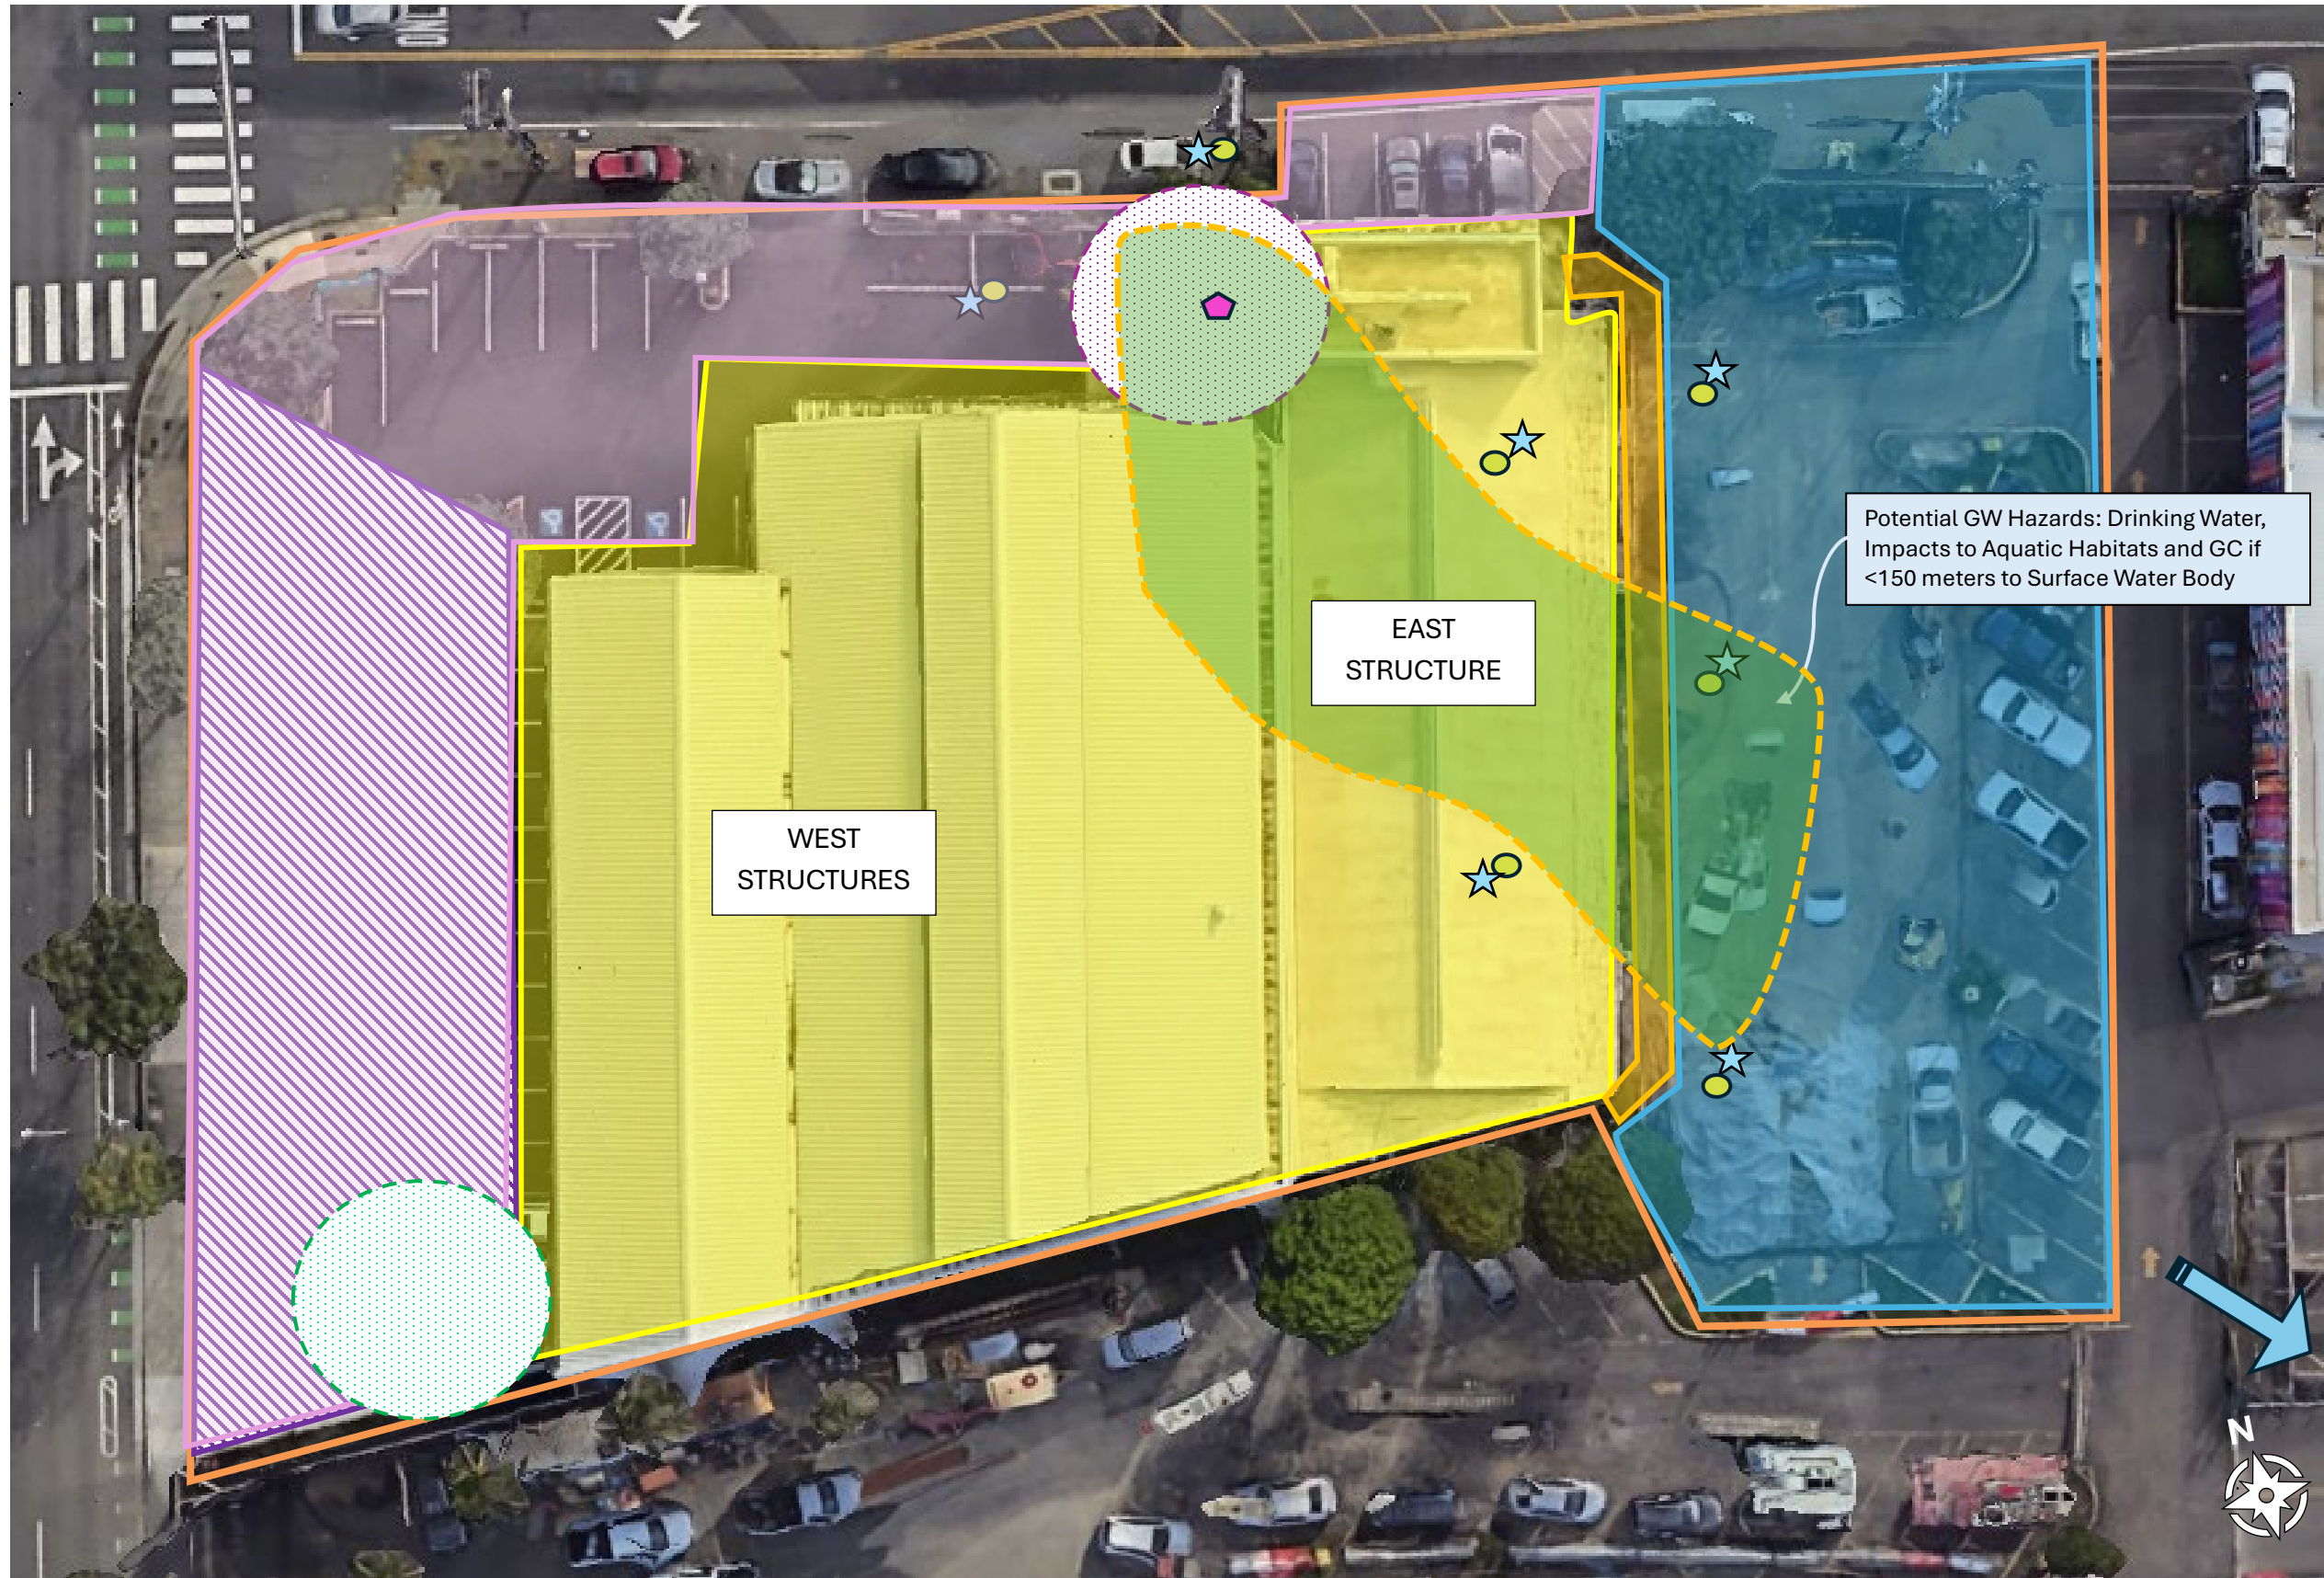 Potential GW Hazards: Drinking Water,
Impacts to Aquatic Habitats and GC if
<150 meters to Surface Water Body
EAST
STRUCTURE
WEST
STRUCTURES
N